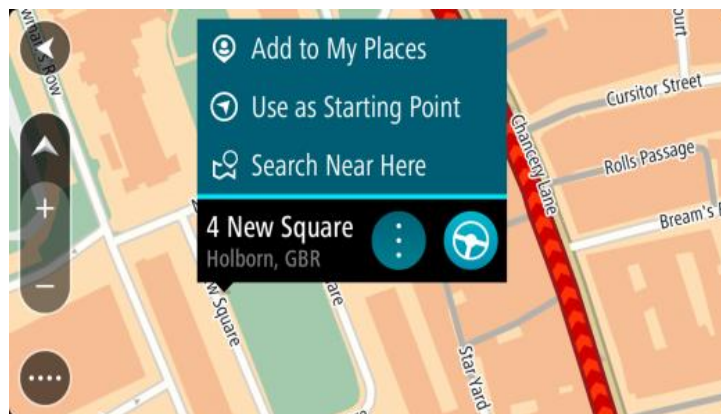 Add to My Places
Use as Starting Point
Search Near Here
4 New Square
Holborn, GBR
Row
Chancery Lane
Cursitor Street
Rolls Passage
Bream's
Square
Star Yard